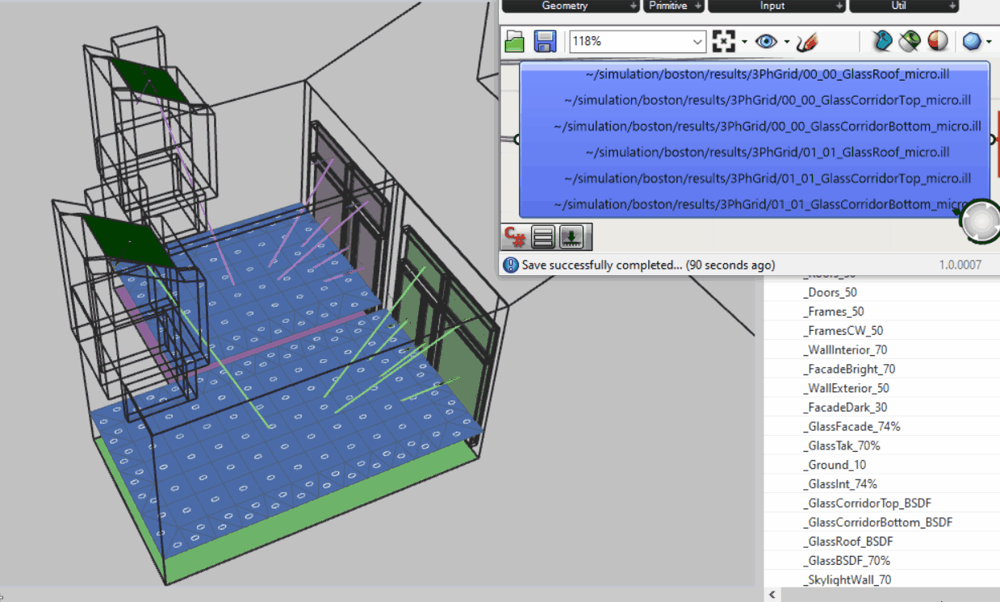 Geometry
Primitive
Input
Util
118%
~/simulation/boston/results/3PhGrid/00_00_GlassRoof_micro.ill
~/simulation/boston/results/3PhGrid/00_00_GlassCorridorTop_micro.ill
~/simulation/boston/results/3PhGrid/00_00_GlassCorridorBottom_micro.ill
~/simulation/boston/results/3PhGrid/01_01_GlassRoof_micro.ill
~/simulation/boston/results/3PhGrid/01_01_GlassCorridorTop_micro.ill
~/simulation/boston/results/3PhGrid/01_01_GlassCorridorBottom_micro
C#
Save successfully completed... (90 seconds ago)
1.0.0007
_Doors_50
_Frames_50
_FramesCW_50
_WallInterior_70
_FacadeBright_70
_WallExterior_50
_FacadeDark_30
_GlassFacade_74%
_GlassTak_70%
_Ground_10
_GlassInt_74%
_GlassCorridorTop_BSDF
_GlassCorridorBottom_BSDF
_GlassRoof_BSDF
_GlassBSDF_70%
_SkylightWall_70